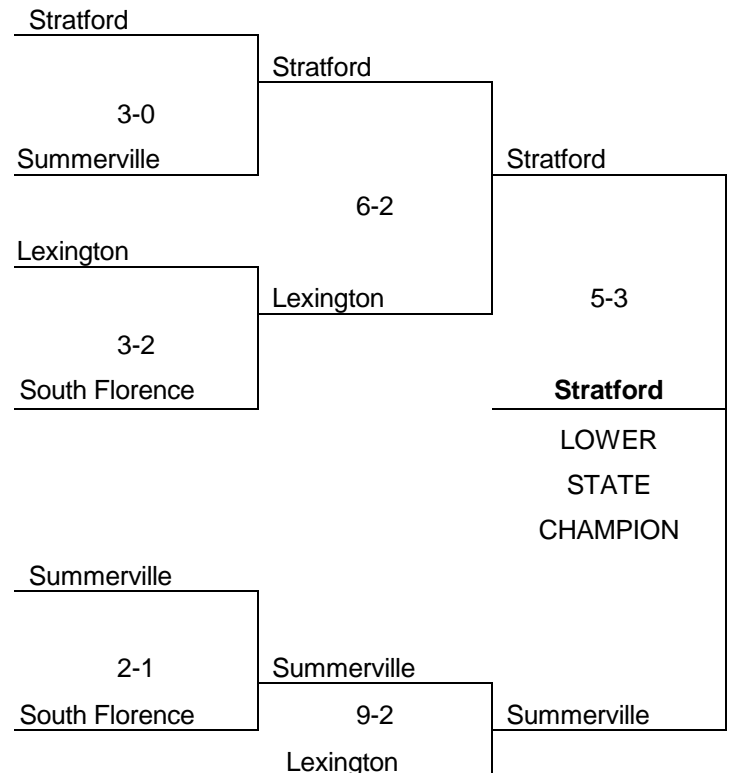 Stratford
Stratford
3-0
Summerville
Stratford
6-2
Lexington
Lexington
5-3
3-2
South Florence
Stratford
LOWER
STATE
CHAMPION
Summerville
2-1
Summerville
South Florence
9-2
Summerville
Lexington